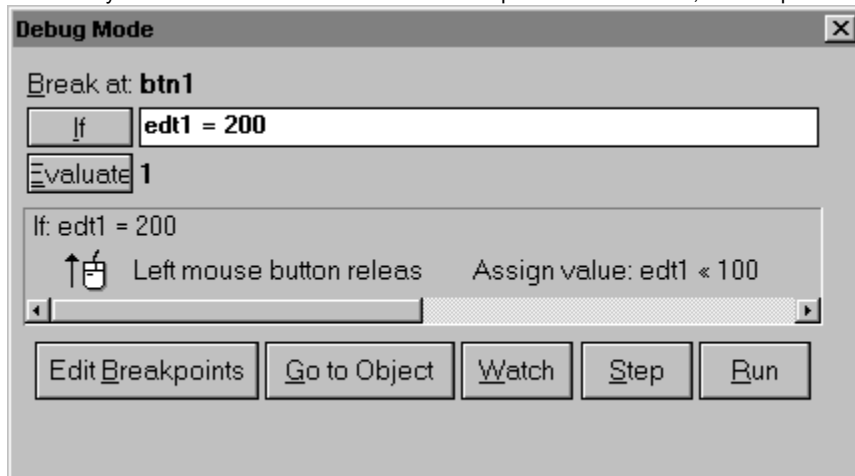 Debug Mode
Break at: btn1
If edt1 = 200
Evaluate 1
If: edt1 = 200
Left mouse button releas Assign value: edt1 « 100
Edit Breakpoints Go to Object Watch Step Run